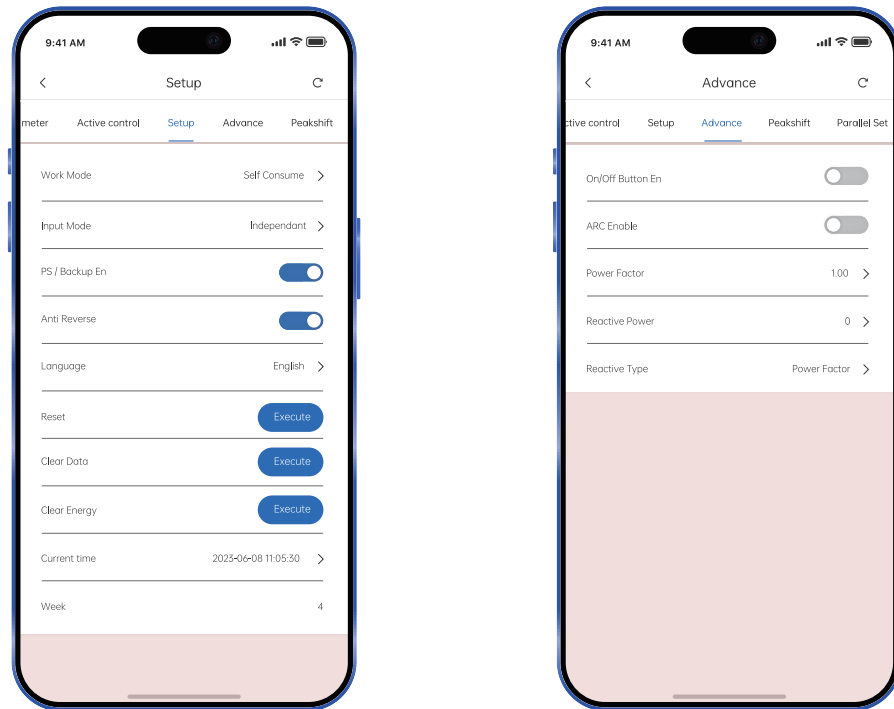 9:41 AM
Setup
meter Active control Setup Advance Peakshift
Work Mode Self Consume
Input Mode Independant
PS / Backup En
Anti Reverse
Language English
Reset Execute
Clear Data Execute
Clear Energy Execute
Current time 2023-06-08 11:05:30
Week 4
9:41 AM
Advance
ctive control Setup Advance Peakshift Parallel Set
On/Off Button En
ARC Enable
Power Factor 1.00
Reactive Power 0
Reactive Type Power Factor